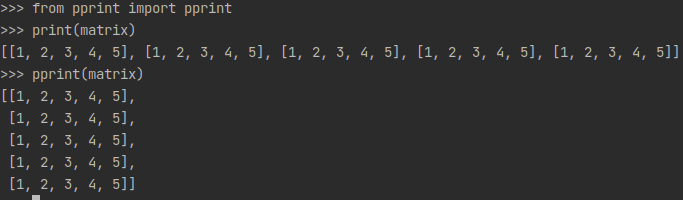 >>> from pprint import pprint
>>> print(matrix)
[[1, 2, 3, 4, 5], [1, 2, 3, 4, 5], [1, 2, 3, 4, 5], [1, 2, 3, 4, 5], [1, 2, 3, 4, 5]]
>>> pprint(matrix)
[[1, 2, 3, 4, 5],
 [1, 2, 3, 4, 5],
 [1, 2, 3, 4, 5],
 [1, 2, 3, 4, 5],
 [1, 2, 3, 4, 5]]